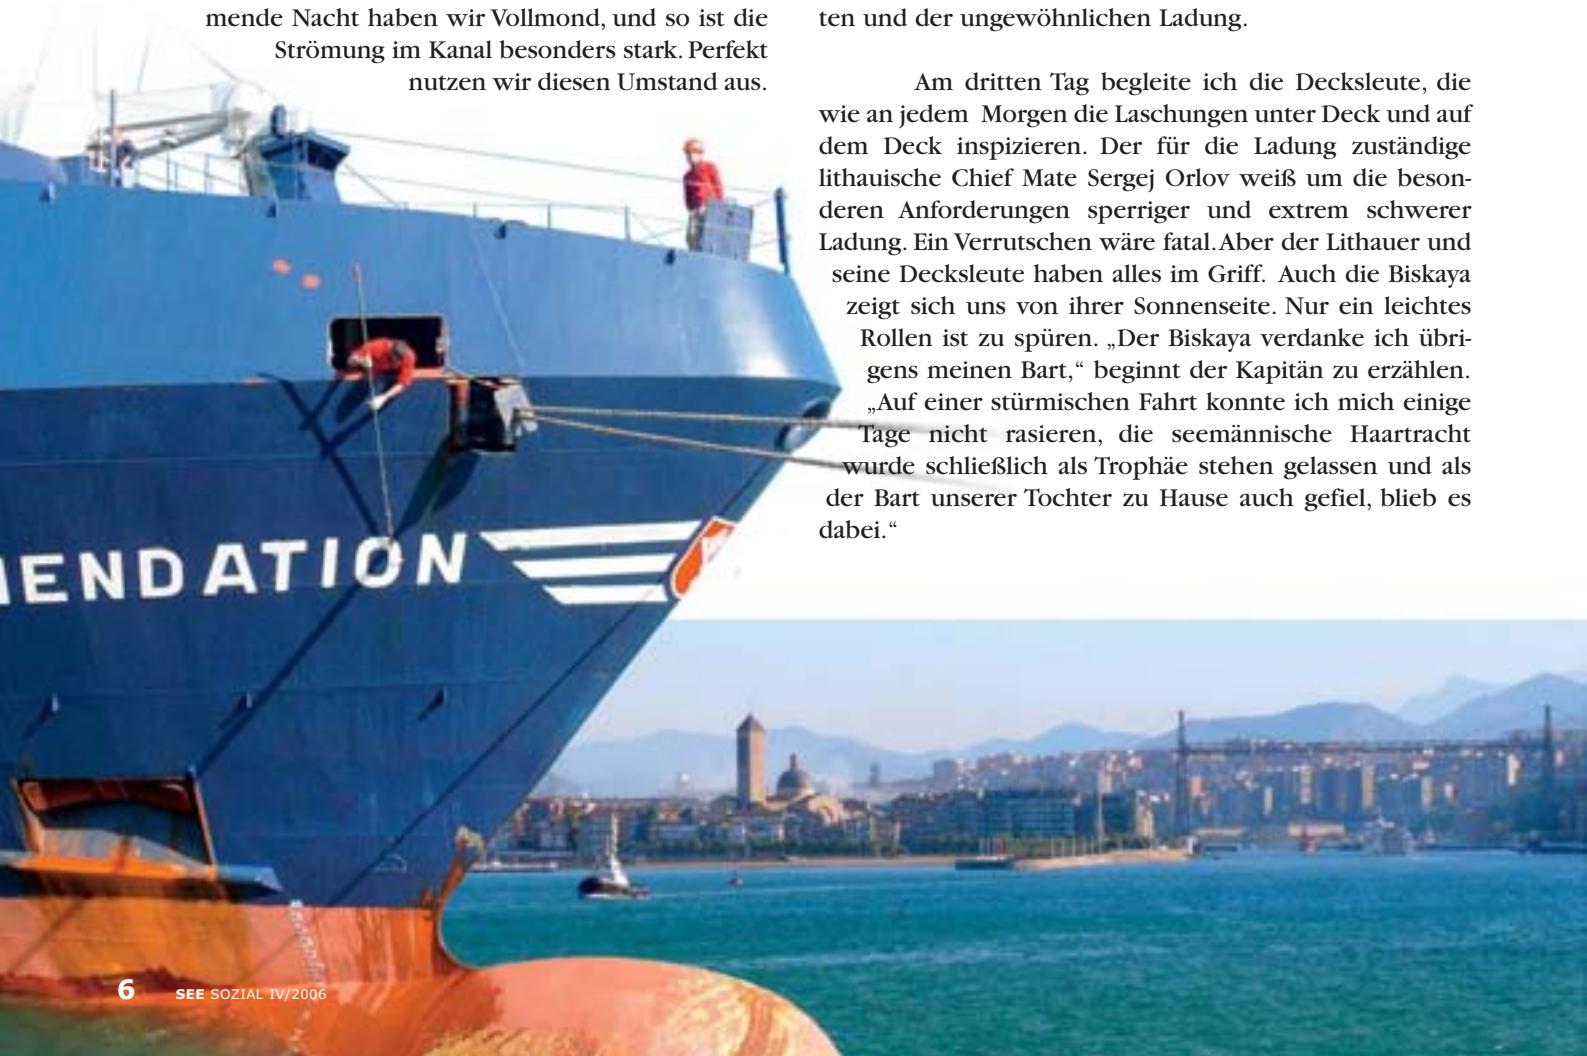 mende Nacht haben wir Vollmond, und so ist die
Strömung im Kanal besonders stark. Perfekt
nutzen wir diesen Umstand aus.
ten und der ungewöhnlichen Ladung.
Am dritten Tag begleite ich die Decksleute, die
wie an jedem Morgen die Laschungen unter Deck und auf
dem Deck inspizieren. Der für die Ladung zuständige
lithauische Chief Mate Sergej Orlov weiß um die beson-
deren Anforderungen sperriger und extrem schwerer
Ladung. Ein Verrutschen wäre fatal. Aber der Lithauer und
seine Decksleute haben alles im Griff. Auch die Biskaya
zeigt sich uns von ihrer Sonnenseite. Nur ein leichtes
Rollen ist zu spüren. „Der Biskaya verdanke ich übri-
gens meinen Bart,“ beginnt der Kapitän zu erzählen.
„Auf einer stürmischen Fahrt konnte ich mich einige
Tage nicht rasieren, die seemännische Haartracht
wurde schließlich als Trophäe stehen gelassen und als
der Bart unserer Tochter zu Hause auch gefiel, blieb es
dabei.“
ENDATION
6 SEE SOZIAL IV/2006